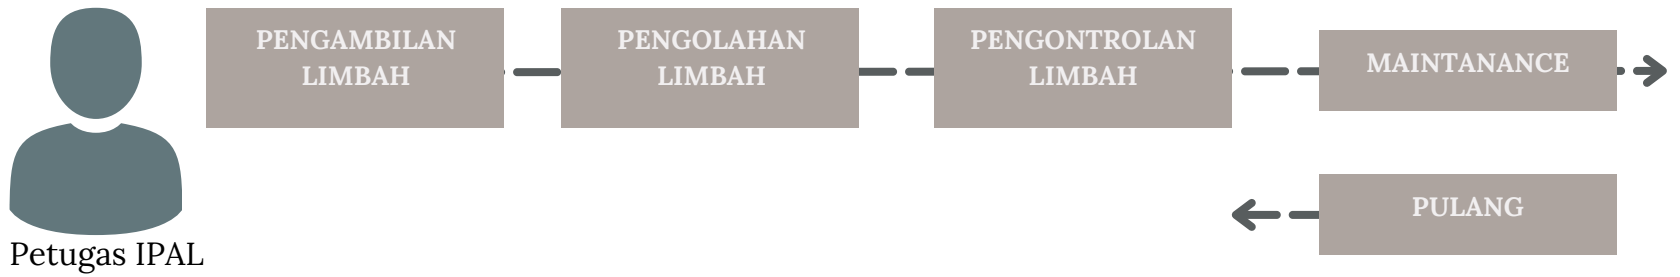 PENGAMBILAN
LIMBAH
PENGOLAHAN
LIMBAH
PENGONTROLAN
LIMBAH
MAINTANANCE
PULANG
Petugas IPAL